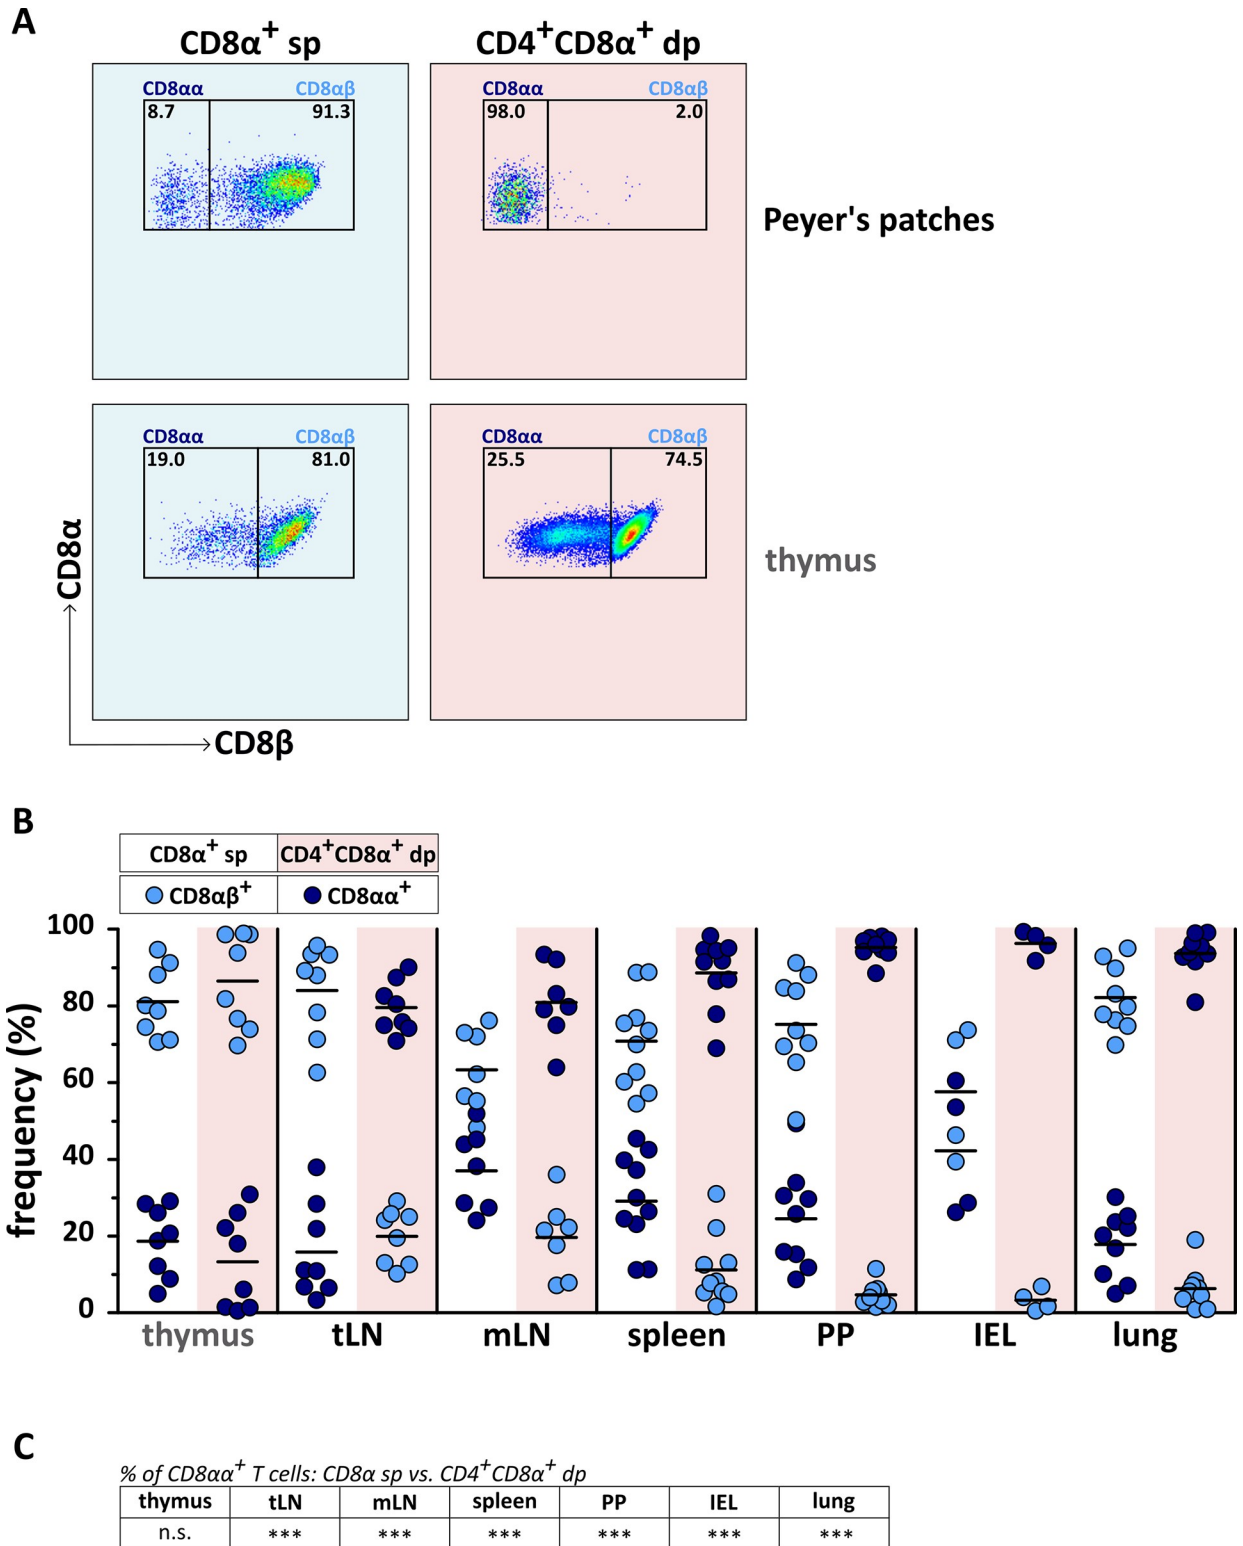 A
CD8α⁺ sp
CD4⁺CD8α⁺ dp
CD8αα CD8αβ
8.7 91.3
CD8αα CD8αβ
98.0 2.0
Peyer's patches
CD8αα CD8αβ
19.0 81.0
CD8αα CD8αβ
25.5 74.5
thymus
CD8α
CD8β
B
CD8α⁺ sp CD4⁺CD8α⁺ dp
CD8αβ⁺ CD8αα⁺
frequency (%)
100
80
60
40
20
0
thymus tLN mLN spleen PP IEL lung
C
% of CD8αα⁺ T cells: CD8α sp vs. CD4⁺CD8α⁺ dp
thymus tLN mLN spleen PP IEL lung
n.s. *** *** *** *** *** ***